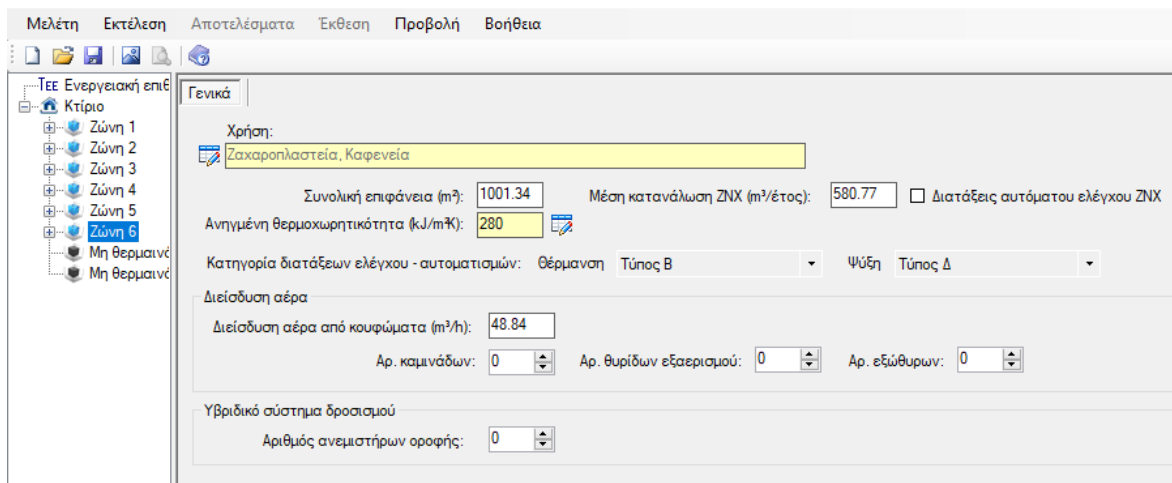 Μελέτη Εκτέλεση Αποτελέσματα Έκθεση Προβολή Βοήθεια
ΤΕΕ Ενεργειακή επιθ
Κτίριο
Ζώνη 1
Ζώνη 2
Ζώνη 3
Ζώνη 4
Ζώνη 5
Ζώνη 6
Μη θερμαινό
Μη θερμαινό
Γενικά
Χρήση:
Ζαχαροπλαστεία, Καφενεία
Συνολική επιφάνεια (m²): 1001.34 Μέση κατανάλωση ΖΝΧ (m³/έτος): 580.77 Διατάξεις αυτόματου ελέγχου ΖΝΧ
Ανηγμένη θερμοχωρητικότητα (kJ/m²K): 280
Κατηγορία διατάξεων ελέγχου - αυτοματισμών: Θέρμανση Τύπος Β Ψύξη Τύπος Δ
Διείσδυση αέρα
Διείσδυση αέρα από κουφώματα (m³/h): 48.84
Αρ. καμινάδων: 0 Αρ. θυρίδων εξαερισμού: 0 Αρ. εξώθυρων: 0
Υβριδικό σύστημα δροσισμού
Αριθμός ανεμιστήρων οροφής: 0